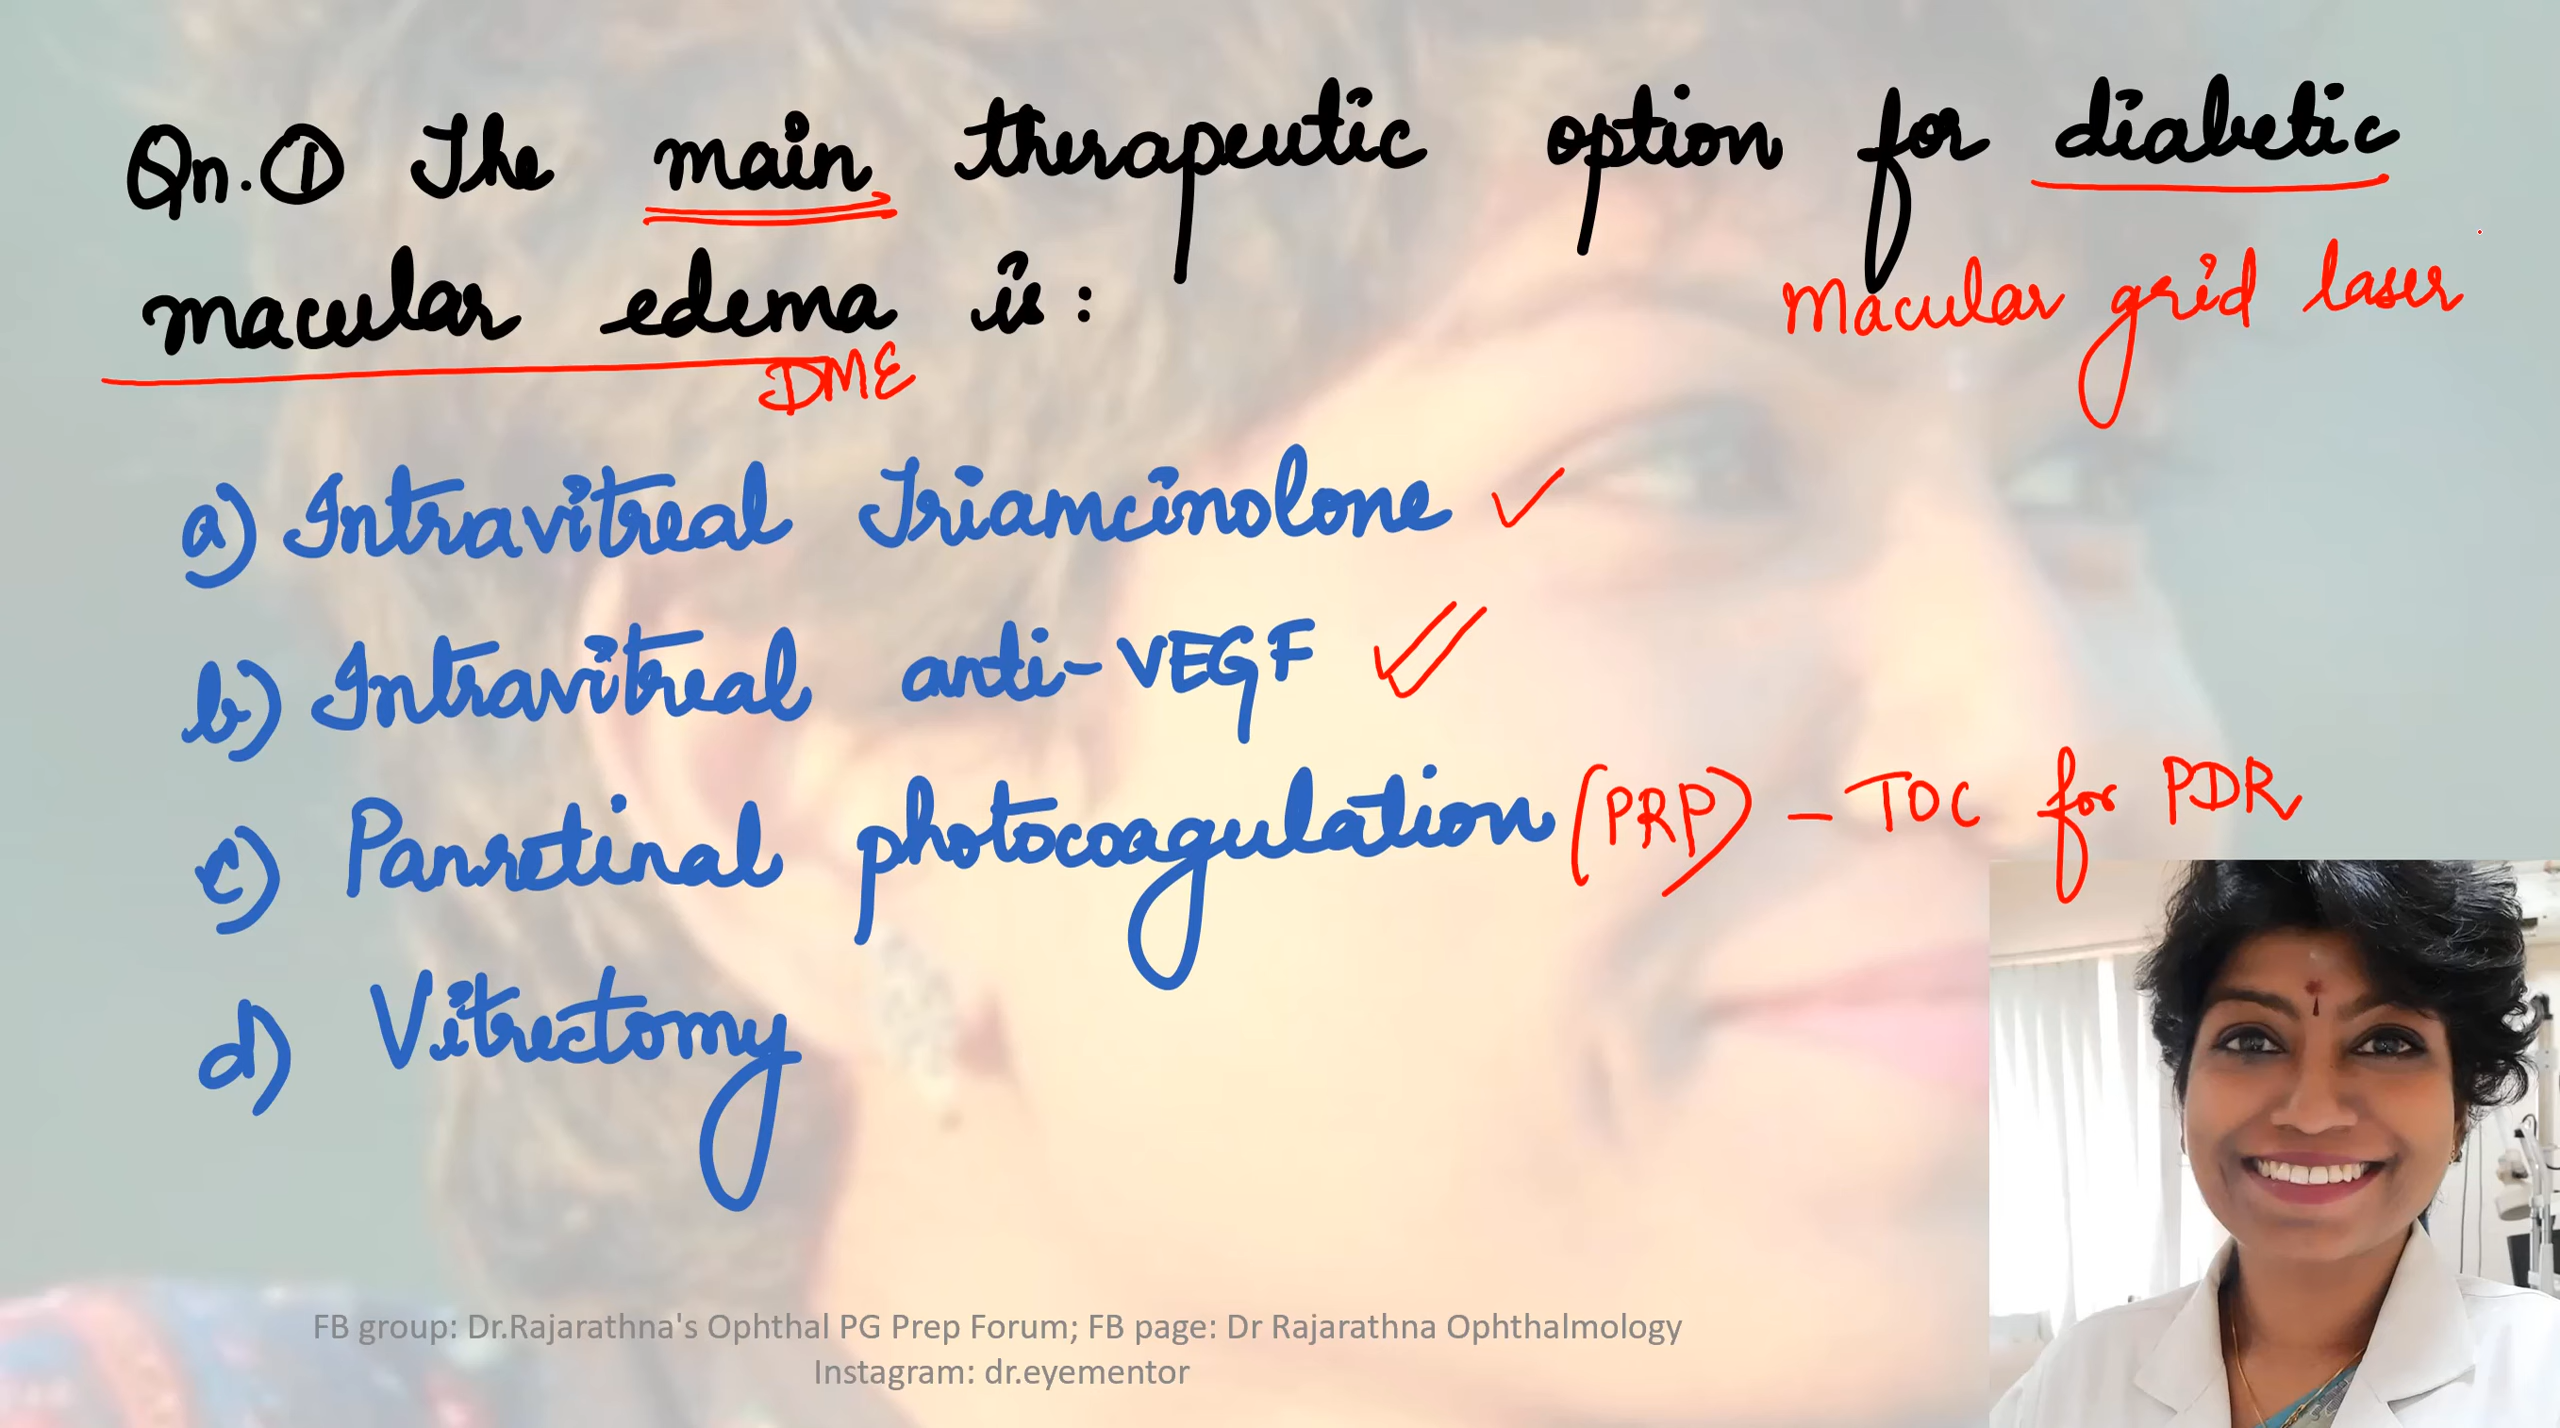 Qn.① The main therapeutic option for diabetic
macular edema is:
Macular grid laser
DME
a) Intravitreal Triamcinolone ✓
b) Intravitreal anti-VEGF ✓✓
c) Panretinal photocoagulation (PRP) – TOC for PDR
d) Vitrectomy
FB group: Dr.Rajarathna's Ophthal PG Prep Forum; FB page: Dr Rajarathna Ophthalmology
Instagram: dr.eyementor